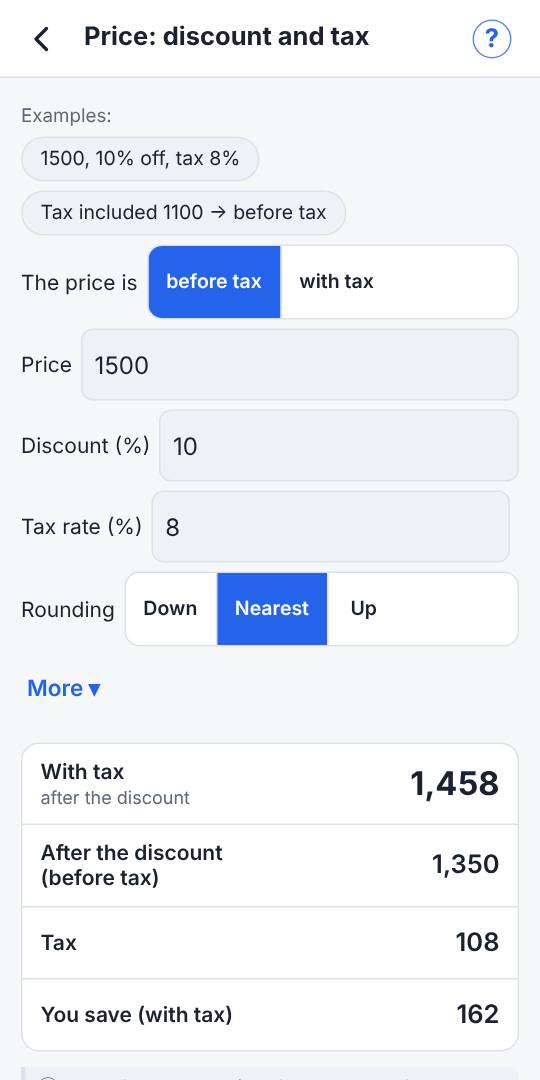 Price: discount and tax
?
Examples:
1500, 10% off, tax 8%
Tax included 1100 → before tax
The price is before tax with tax
Price 1500
Discount (%) 10
Tax rate (%) 8
Rounding Down Nearest Up
More ▼
With tax 1,458
after the discount
After the discount
(before tax) 1,350
Tax 108
You save (with tax) 162